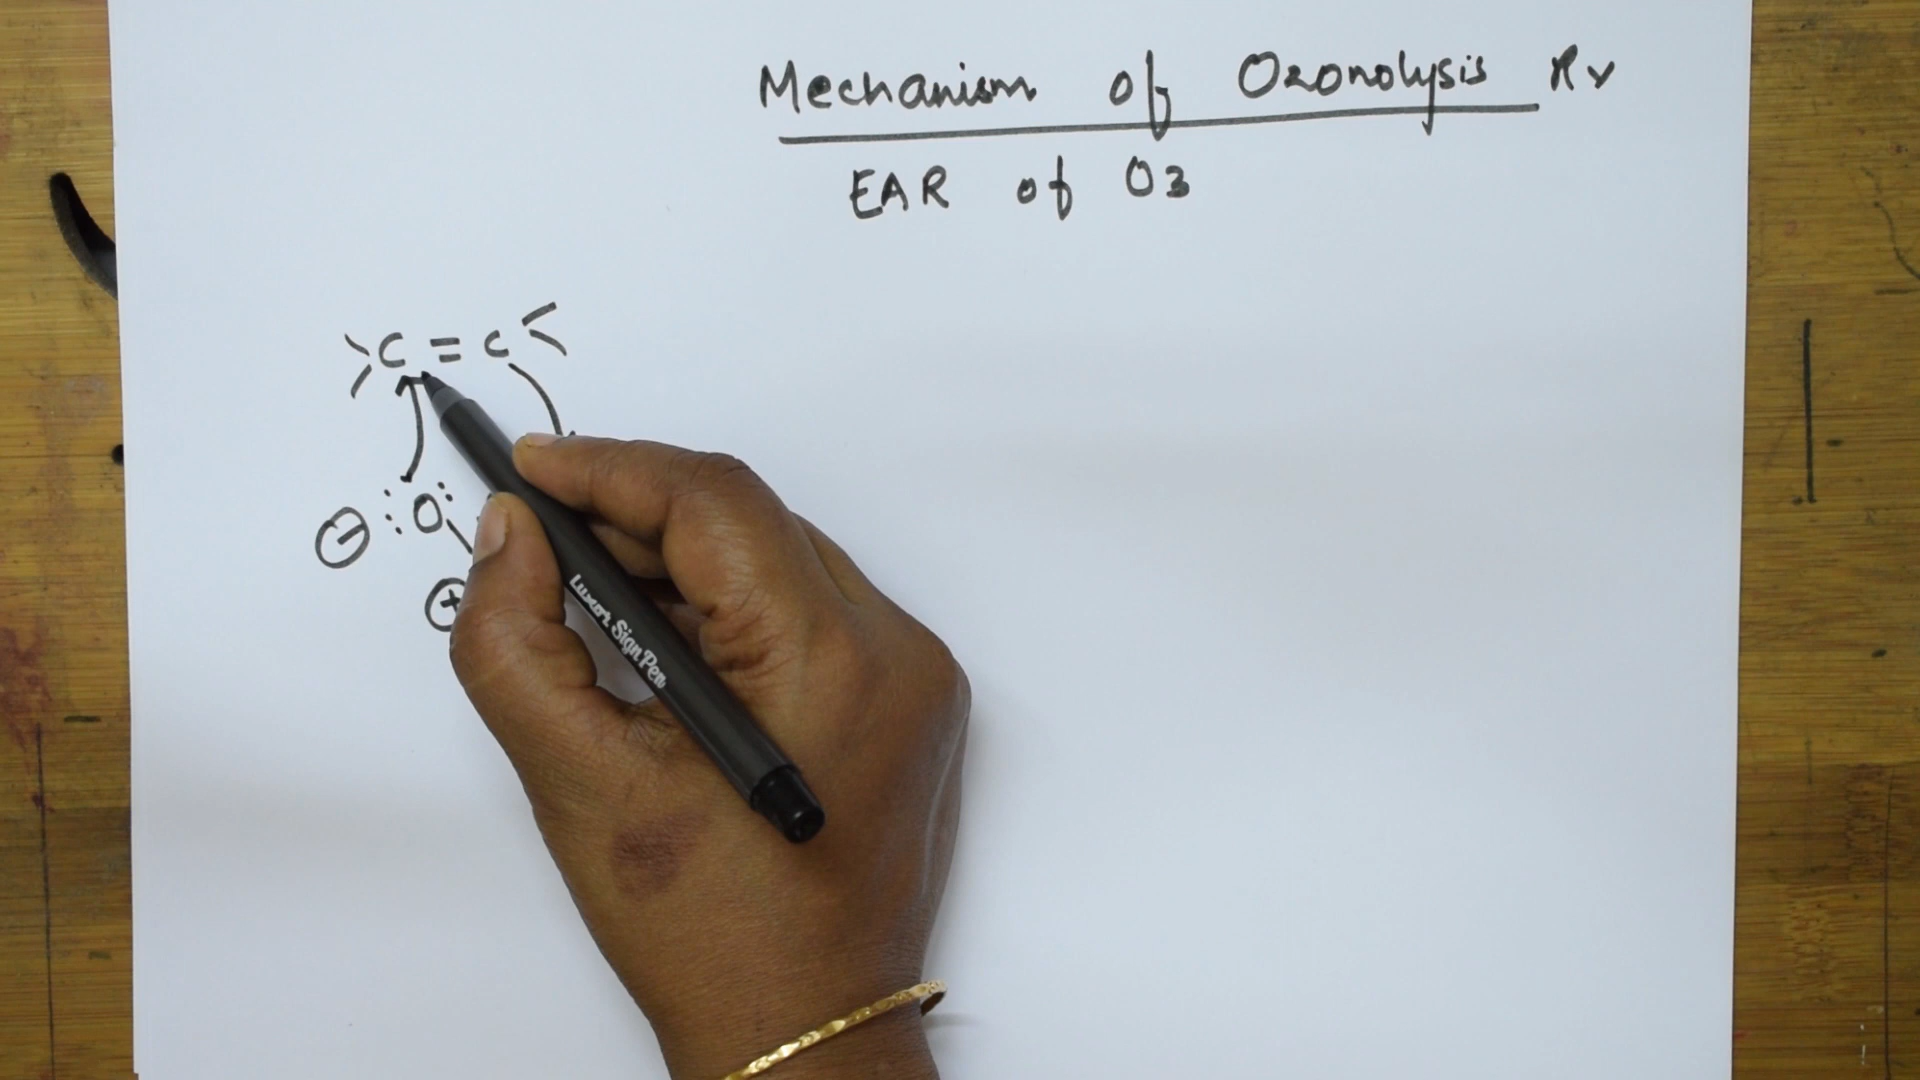 Mechanism of Ozonolysis Rx
EAR of O3
C = C
⊖ : O :
⊕
Luxor Sign Pen